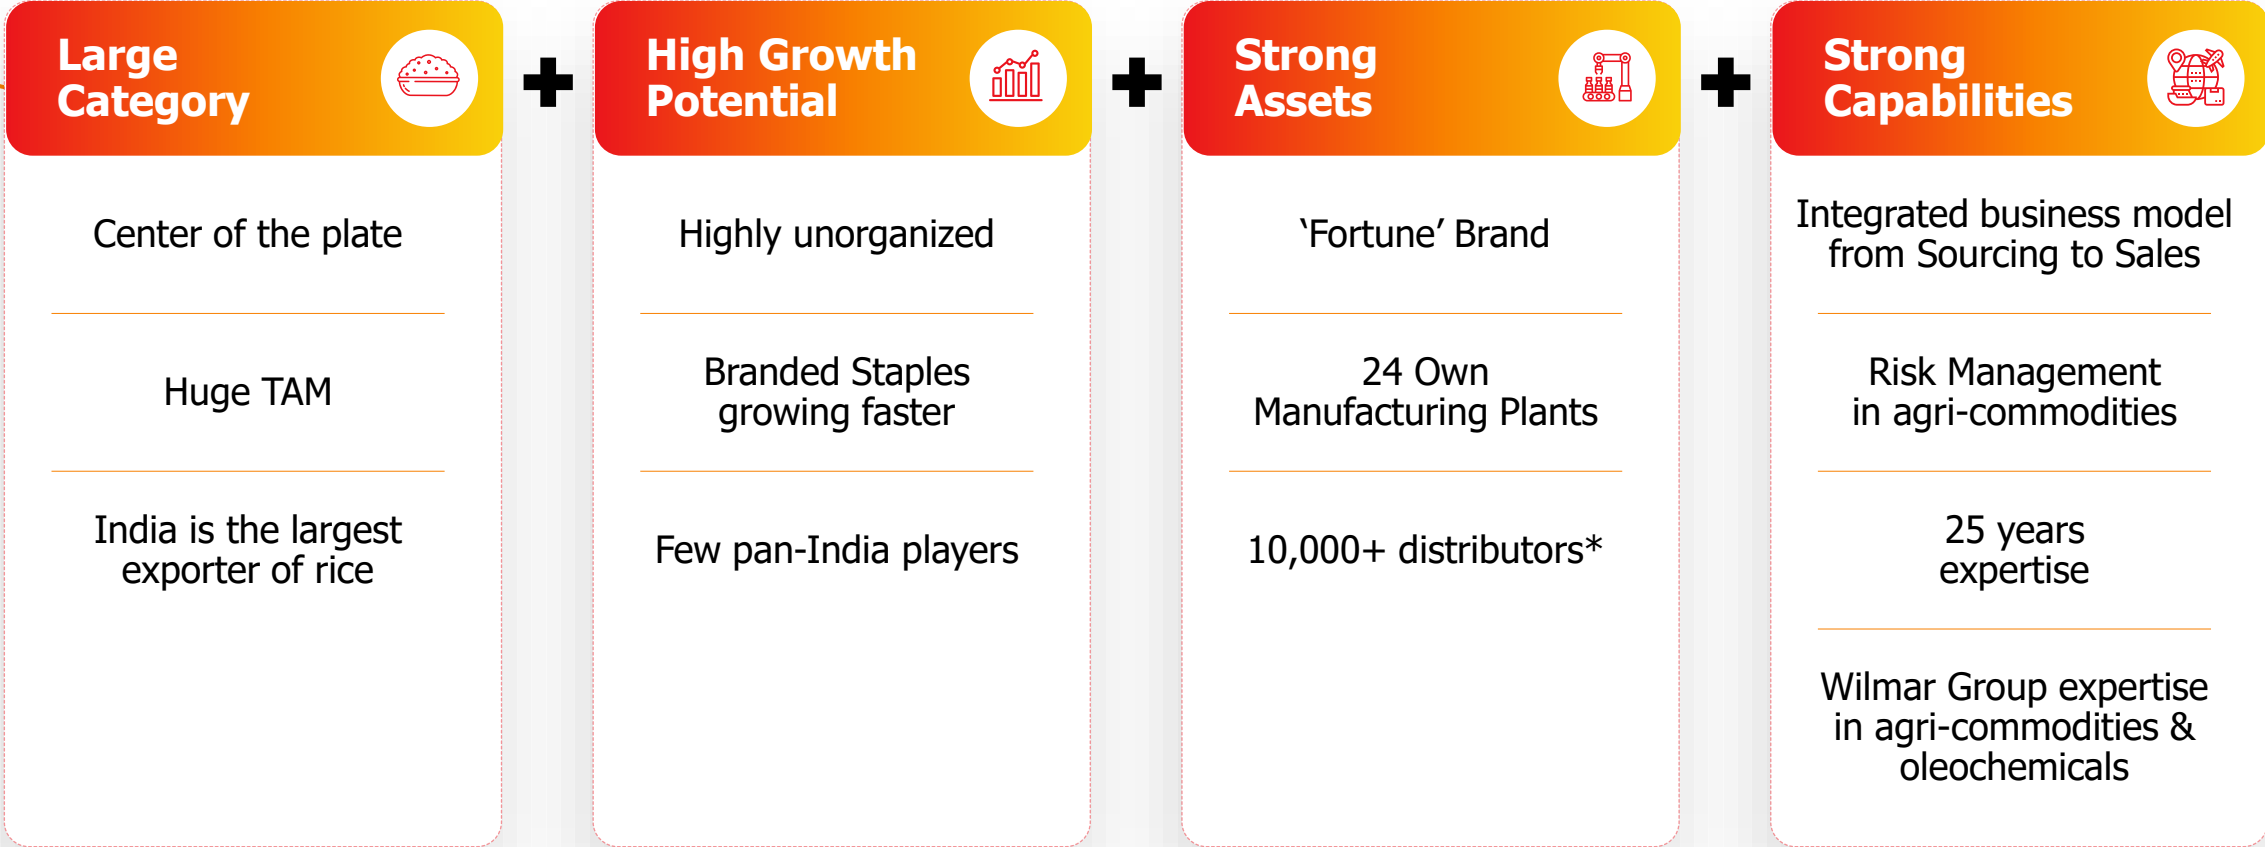 Large
Category
Center of the plate
Huge TAM
India is the largest
exporter of rice
High Growth
Potential
Highly unorganized
Branded Staples
growing faster
Few pan-India players
Strong
Assets
‘Fortune’ Brand
24 Own
Manufacturing Plants
10,000+ distributors*
Strong
Capabilities
Integrated business model
from Sourcing to Sales
Risk Management
in agri-commodities
25 years
expertise
Wilmar Group expertise
in agri-commodities &
oleochemicals